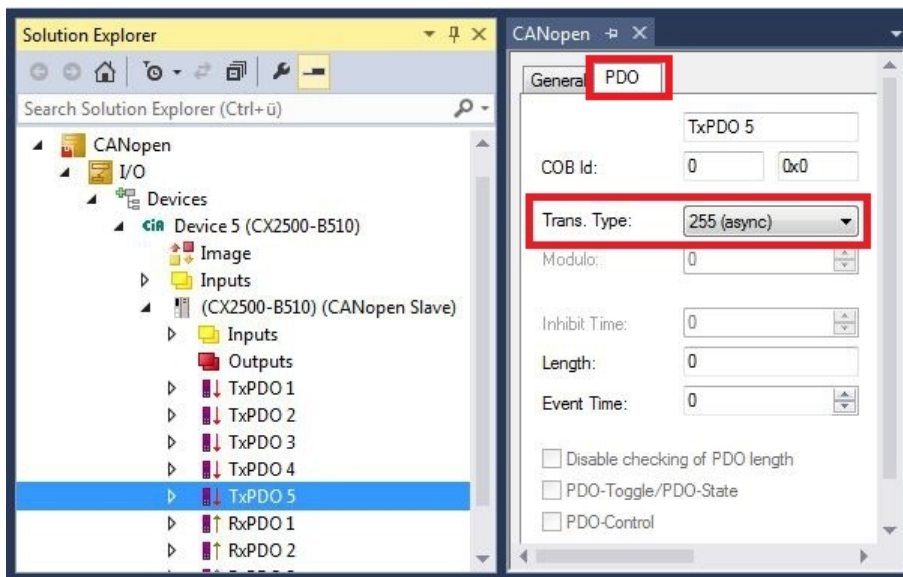 Solution Explorer
Search Solution Explorer (Ctrl+ü)
CANopen
I/O
Devices
CiA Device 5 (CX2500-B510)
Image
Inputs
(CX2500-B510) (CANopen Slave)
Inputs
Outputs
TxPDO 1
TxPDO 2
TxPDO 3
TxPDO 4
TxPDO 5
RxPDO 1
RxPDO 2
CANopen
General PDO
TxPDO 5
COB Id: 0 0x0
Trans. Type: 255 (async)
Modulo: 0
Inhibit Time: 0
Length: 0
Event Time: 0
Disable checking of PDO length
PDO-Toggle/PDO-State
PDO-Control